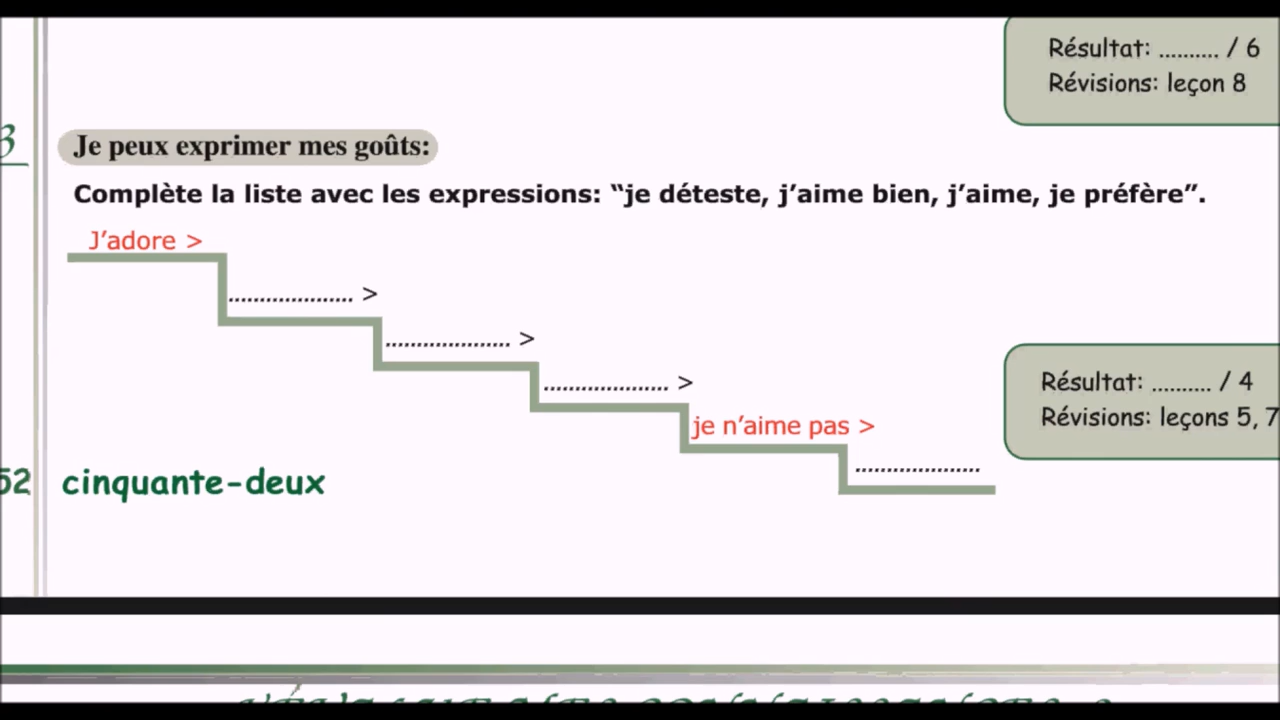 Résultat: .......... / 6
Révisions: leçon 8
3
Je peux exprimer mes goûts:
Complète la liste avec les expressions: “je déteste, j’aime bien, j’aime, je préfère”.
J’adore >
.................... >
.................... >
.................... >
je n’aime pas >
....................
Résultat: .......... / 4
Révisions: leçons 5, 7
52 cinquante-deux